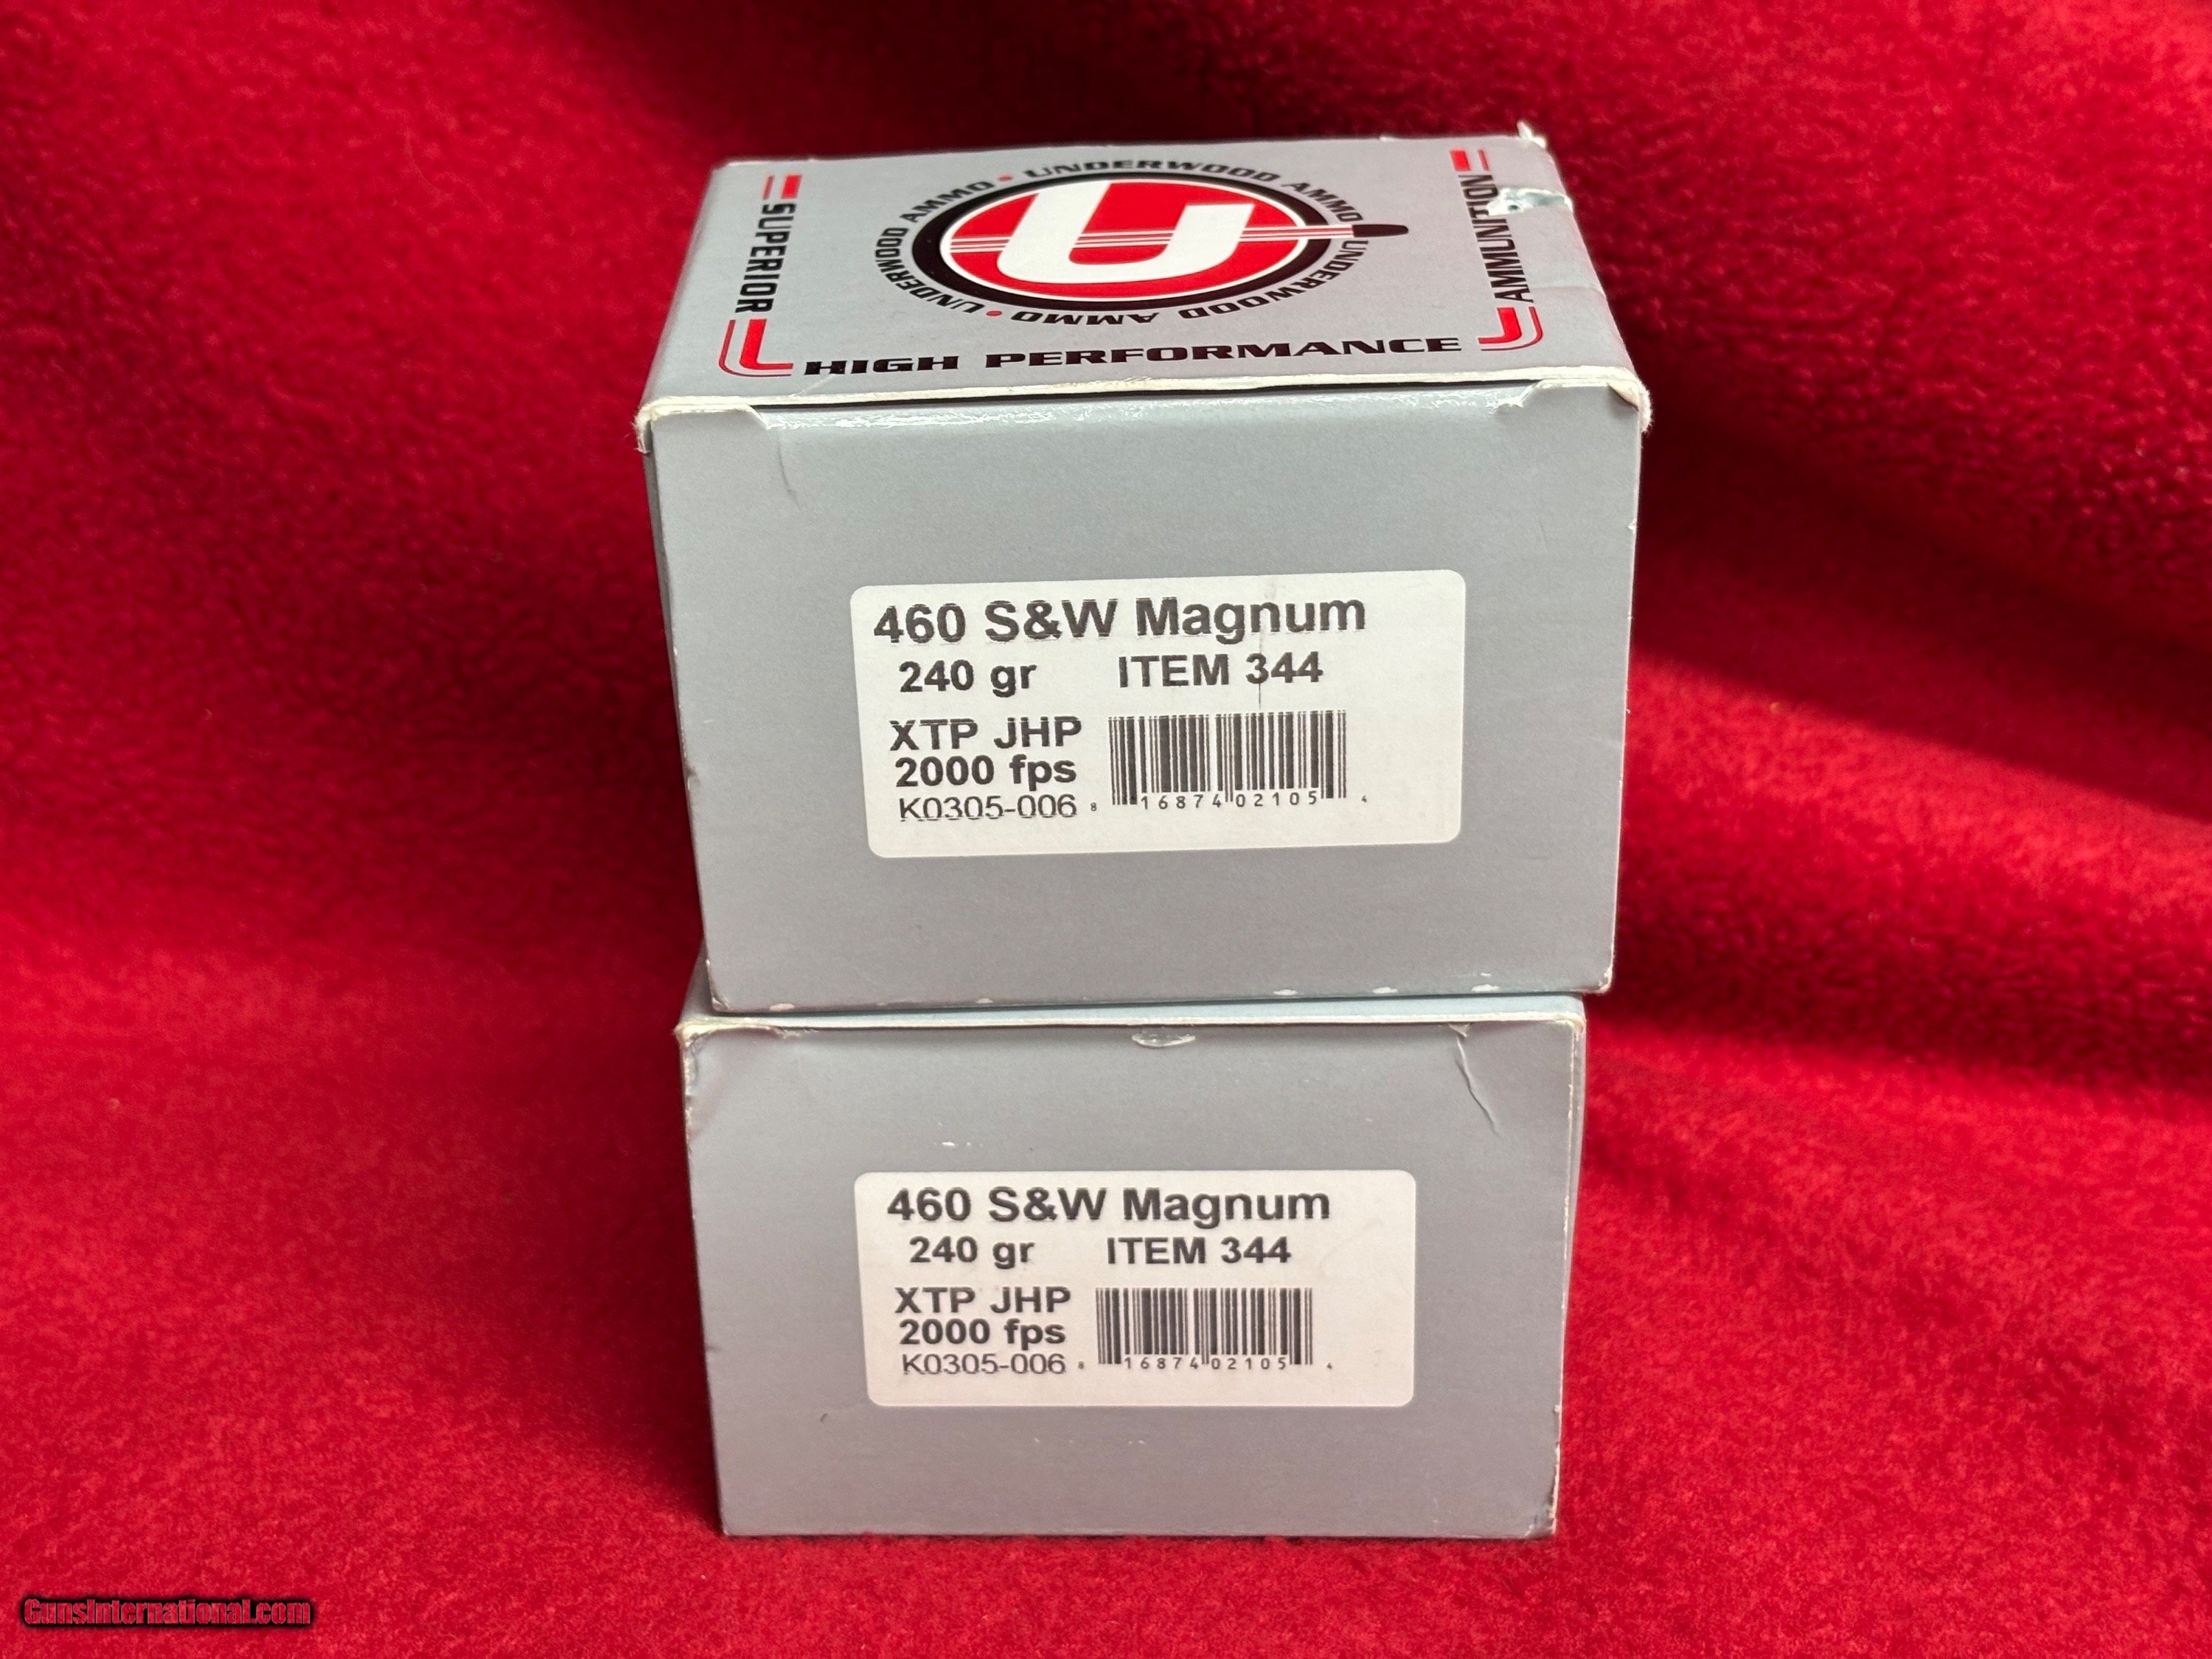 UNDERWOOD AMMO • UNDERWOOD AMMO
UNDERWOOD AMMO • UNDERWOOD AMMO
U
SUPERIOR
AMMUNITION
HIGH PERFORMANCE
460 S&W Magnum
240 gr ITEM 344
XTP JHP
2000 fps
K0305-006 8 16874 02105 4
460 S&W Magnum
240 gr ITEM 344
XTP JHP
2000 fps
K0305-006 8 16874 02105 4
GunsInternational.com